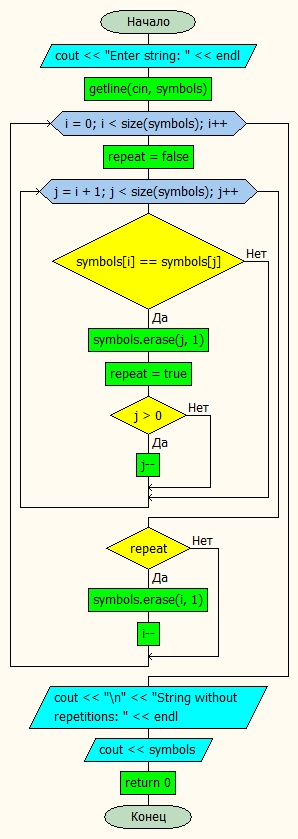 Начало
cout << "Enter string: " << endl
getline(cin, symbols)
i = 0; i < size(symbols); i++
repeat = false
j = i + 1; j < size(symbols); j++
symbols[i] == symbols[j]
Нет
Да
symbols.erase(j, 1)
repeat = true
j > 0
Нет
Да
j--
repeat
Нет
Да
symbols.erase(i, 1)
i--
cout << "\n" << "String without
repetitions: " << endl
cout << symbols
return 0
Конец